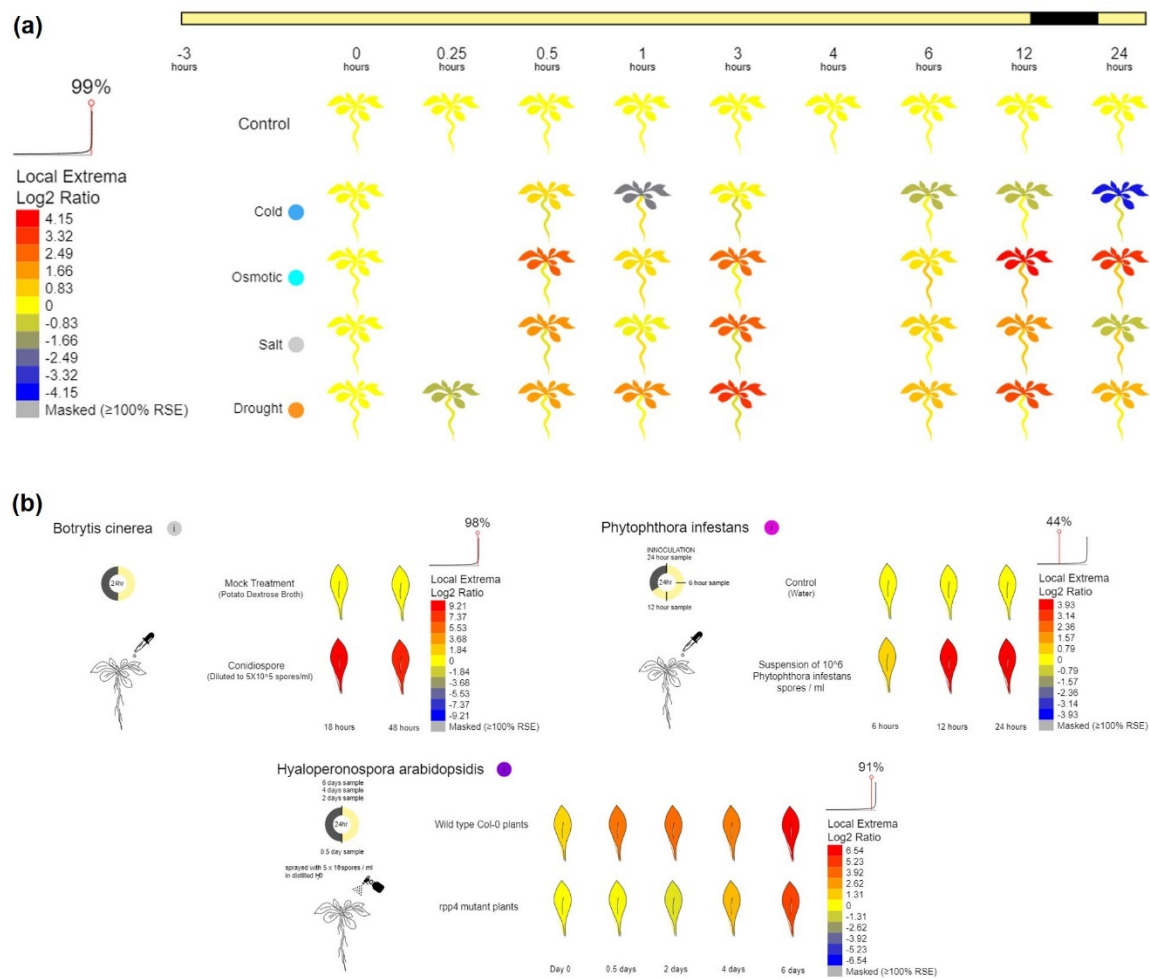 (a)
-3 hours
0 hours
0.25 hours
0.5 hours
1 hours
3 hours
4 hours
6 hours
12 hours
24 hours
99%
Control
Local Extrema
Log2 Ratio
4.15
3.32
2.49
1.66
0.83
0
-0.83
-1.66
-2.49
-3.32
-4.15
Masked (≥100% RSE)
Cold
Osmotic
Salt
Drought
(b)
Botrytis cinerea
i
24hr
Mock Treatment
(Potato Dextrose Broth)
Conidiospore
(Diluted to 5X10^5 spores/ml)
18 hours
48 hours
98%
Local Extrema
Log2 Ratio
9.21
7.37
5.53
3.68
1.84
0
-1.84
-3.68
-5.53
-7.37
-9.21
Masked (≥100% RSE)
Phytophthora infestans
INNOCULATION
24 hour sample
24hr
6 hour sample
12 hour sample
Control
(Water)
Suspension of 10^6
Phytophthora infestans
spores / ml
6 hours
12 hours
24 hours
44%
Local Extrema
Log2 Ratio
3.93
3.14
2.36
1.57
0.79
0
-0.79
-1.57
-2.36
-3.14
-3.93
Masked (≥100% RSE)
Hyaloperonospora arabidopsidis
6 days sample
4 days sample
2 days sample
24hr
0.5 day sample
sprayed with 5 x 10 spores / ml
in distilled
Wild type Col-0 plants
rpp4 mutant plants
Day 0
0.5 days
2 days
4 days
6 days
91%
Local Extrema
Log2 Ratio
6.54
5.23
3.92
2.62
1.31
0
-1.31
-2.62
-3.92
-5.23
-6.54
Masked (≥100% RSE)